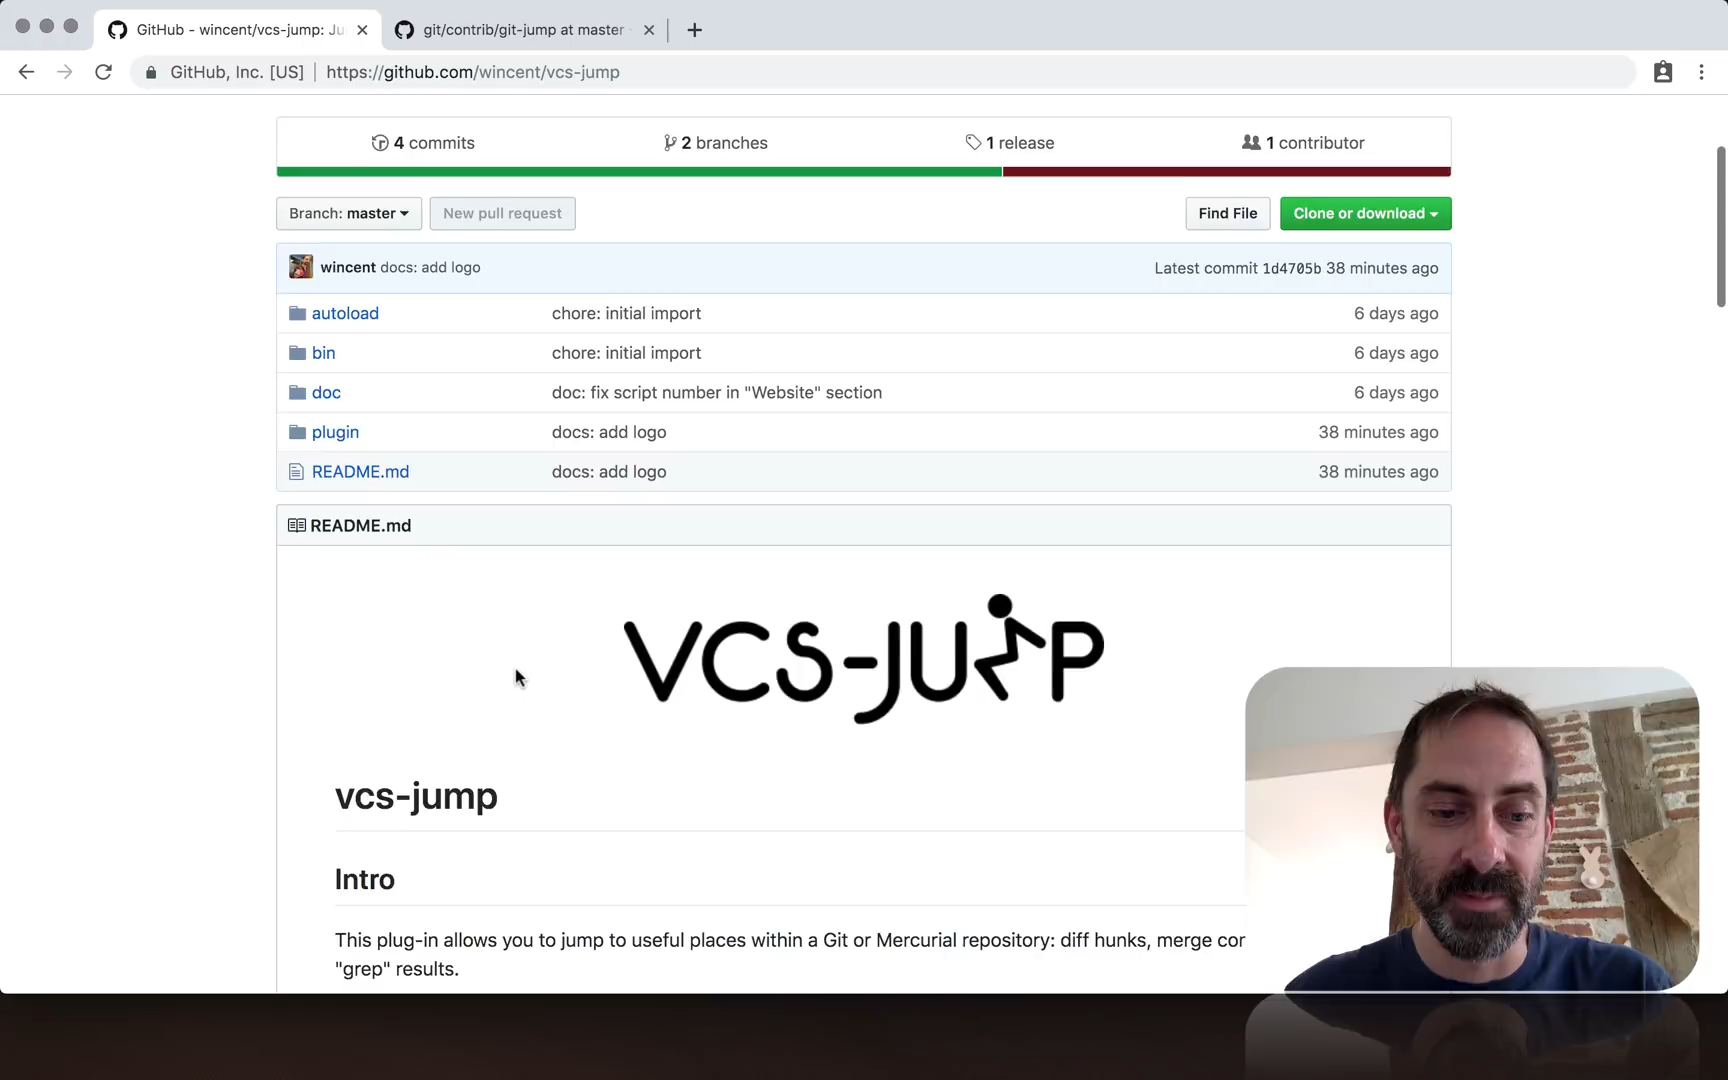 GitHub - wincent/vcs-jump: Ju
git/contrib/git-jump at master
GitHub, Inc. [US] | https://github.com/wincent/vcs-jump
4 commits
2 branches
1 release
1 contributor
Branch: master
New pull request
Find File
Clone or download
wincent docs: add logo
Latest commit 1d4705b 38 minutes ago
autoload chore: initial import 6 days ago
bin chore: initial import 6 days ago
doc doc: fix script number in "Website" section 6 days ago
plugin docs: add logo 38 minutes ago
README.md docs: add logo 38 minutes ago
README.md
VCS-JUMP
vcs-jump
Intro
This plug-in allows you to jump to useful places within a Git or Mercurial repository: diff hunks, merge cor
"grep" results.